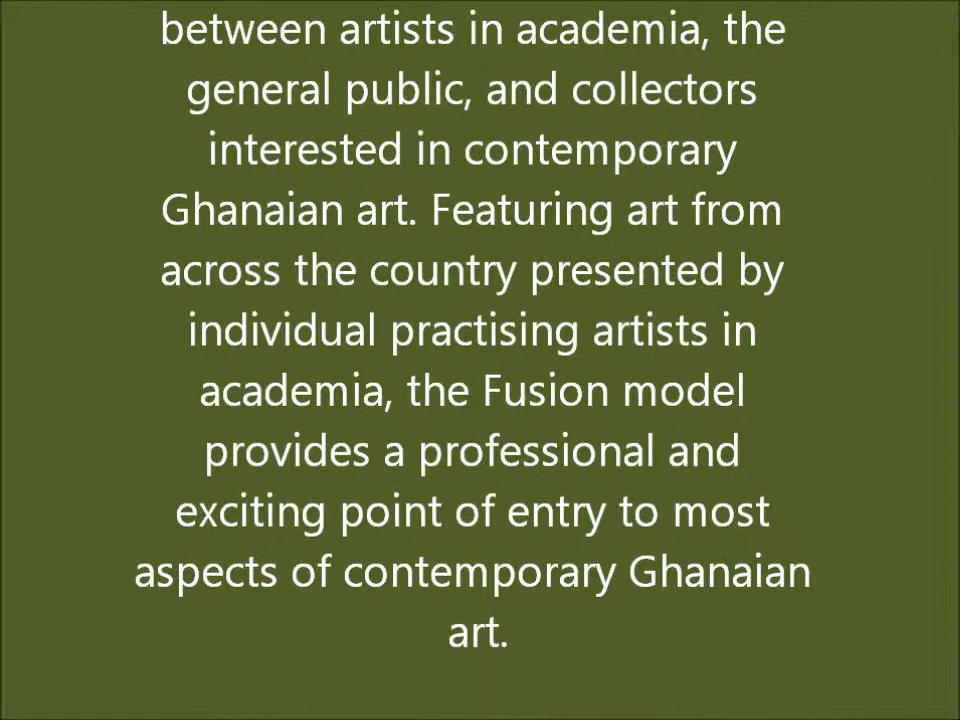 between artists in academia, the
general public, and collectors
interested in contemporary
Ghanaian art. Featuring art from
across the country presented by
individual practising artists in
academia, the Fusion model
provides a professional and
exciting point of entry to most
aspects of contemporary Ghanaian
art.